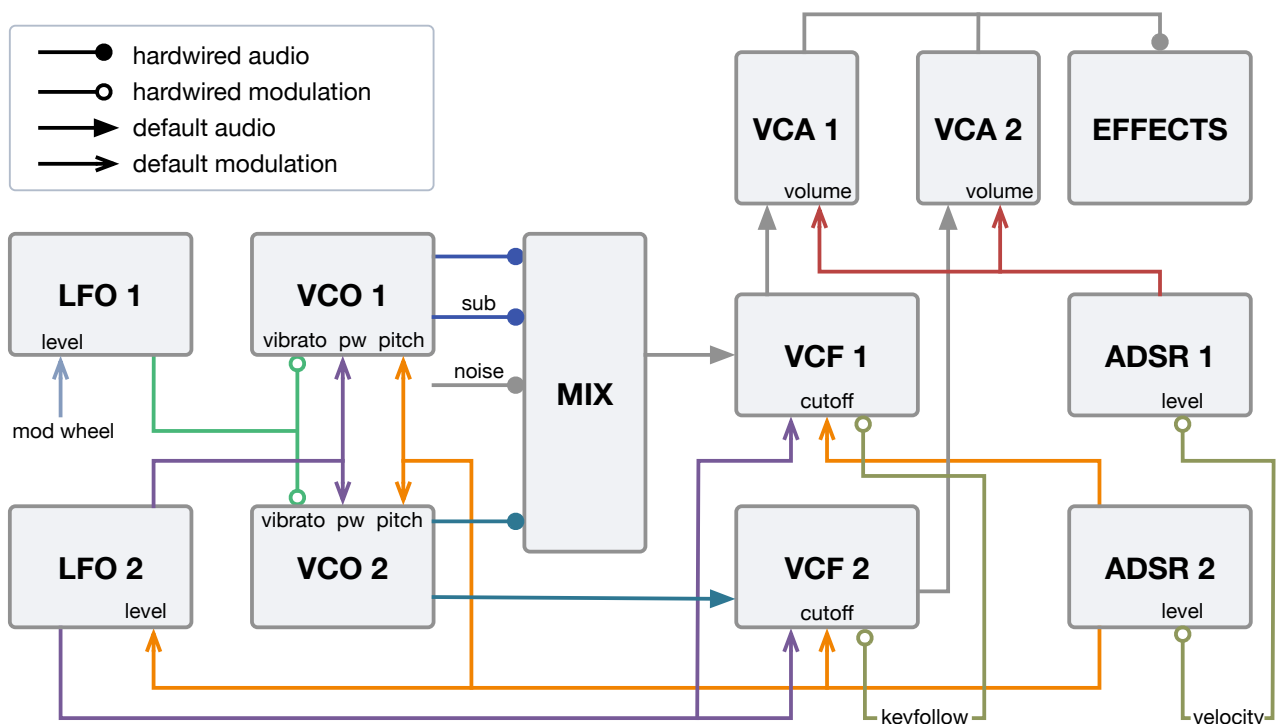 hardwired audio
hardwired modulation
default audio
default modulation
VCA 1
volume
VCA 2
volume
EFFECTS
LFO 1
level
mod wheel
VCO 1
vibrato pw pitch
sub
noise
MIX
VCF 1
cutoff
ADSR 1
level
LFO 2
level
vibrato pw pitch
VCO 2
VCF 2
cutoff
ADSR 2
level
keyfollow
velocity